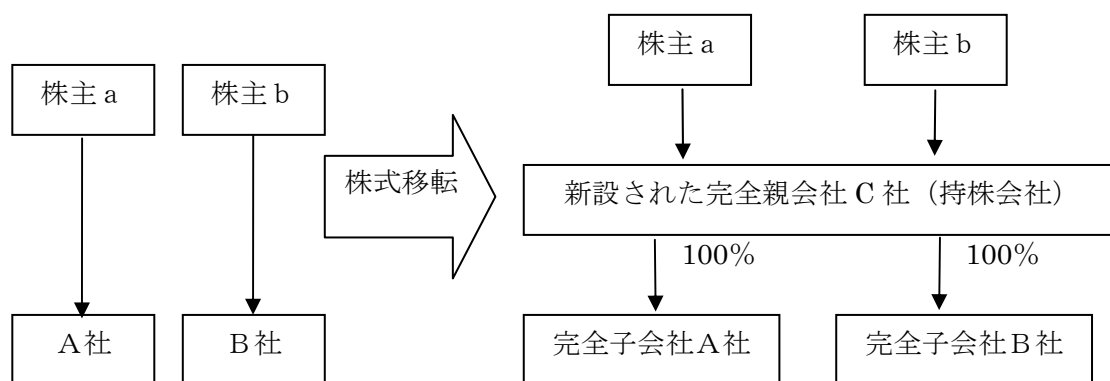 株主a
株主b
株主a
株主b
株式移転
新設された完全親会社C社（持株会社）
100%
100%
A社
B社
完全子会社A社
完全子会社B社